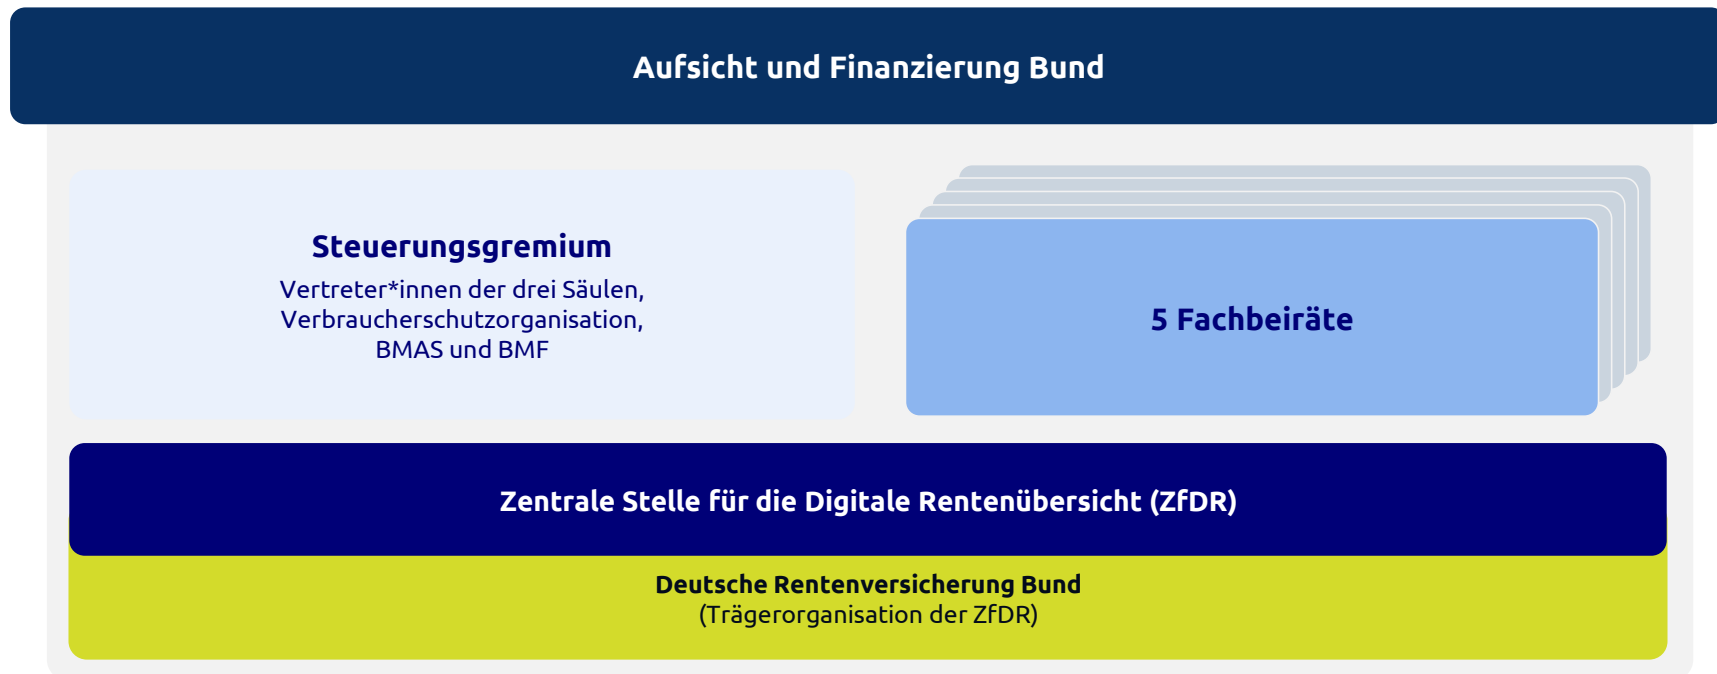 Aufsicht und Finanzierung Bund
Steuerungsgremium
Vertreter*innen der drei Säulen,
Verbraucherschutzorganisation,
BMAS und BMF
5 Fachbeiräte
Zentrale Stelle für die Digitale Rentenübersicht (ZfDR)
Deutsche Rentenversicherung Bund
(Trägerorganisation der ZfDR)